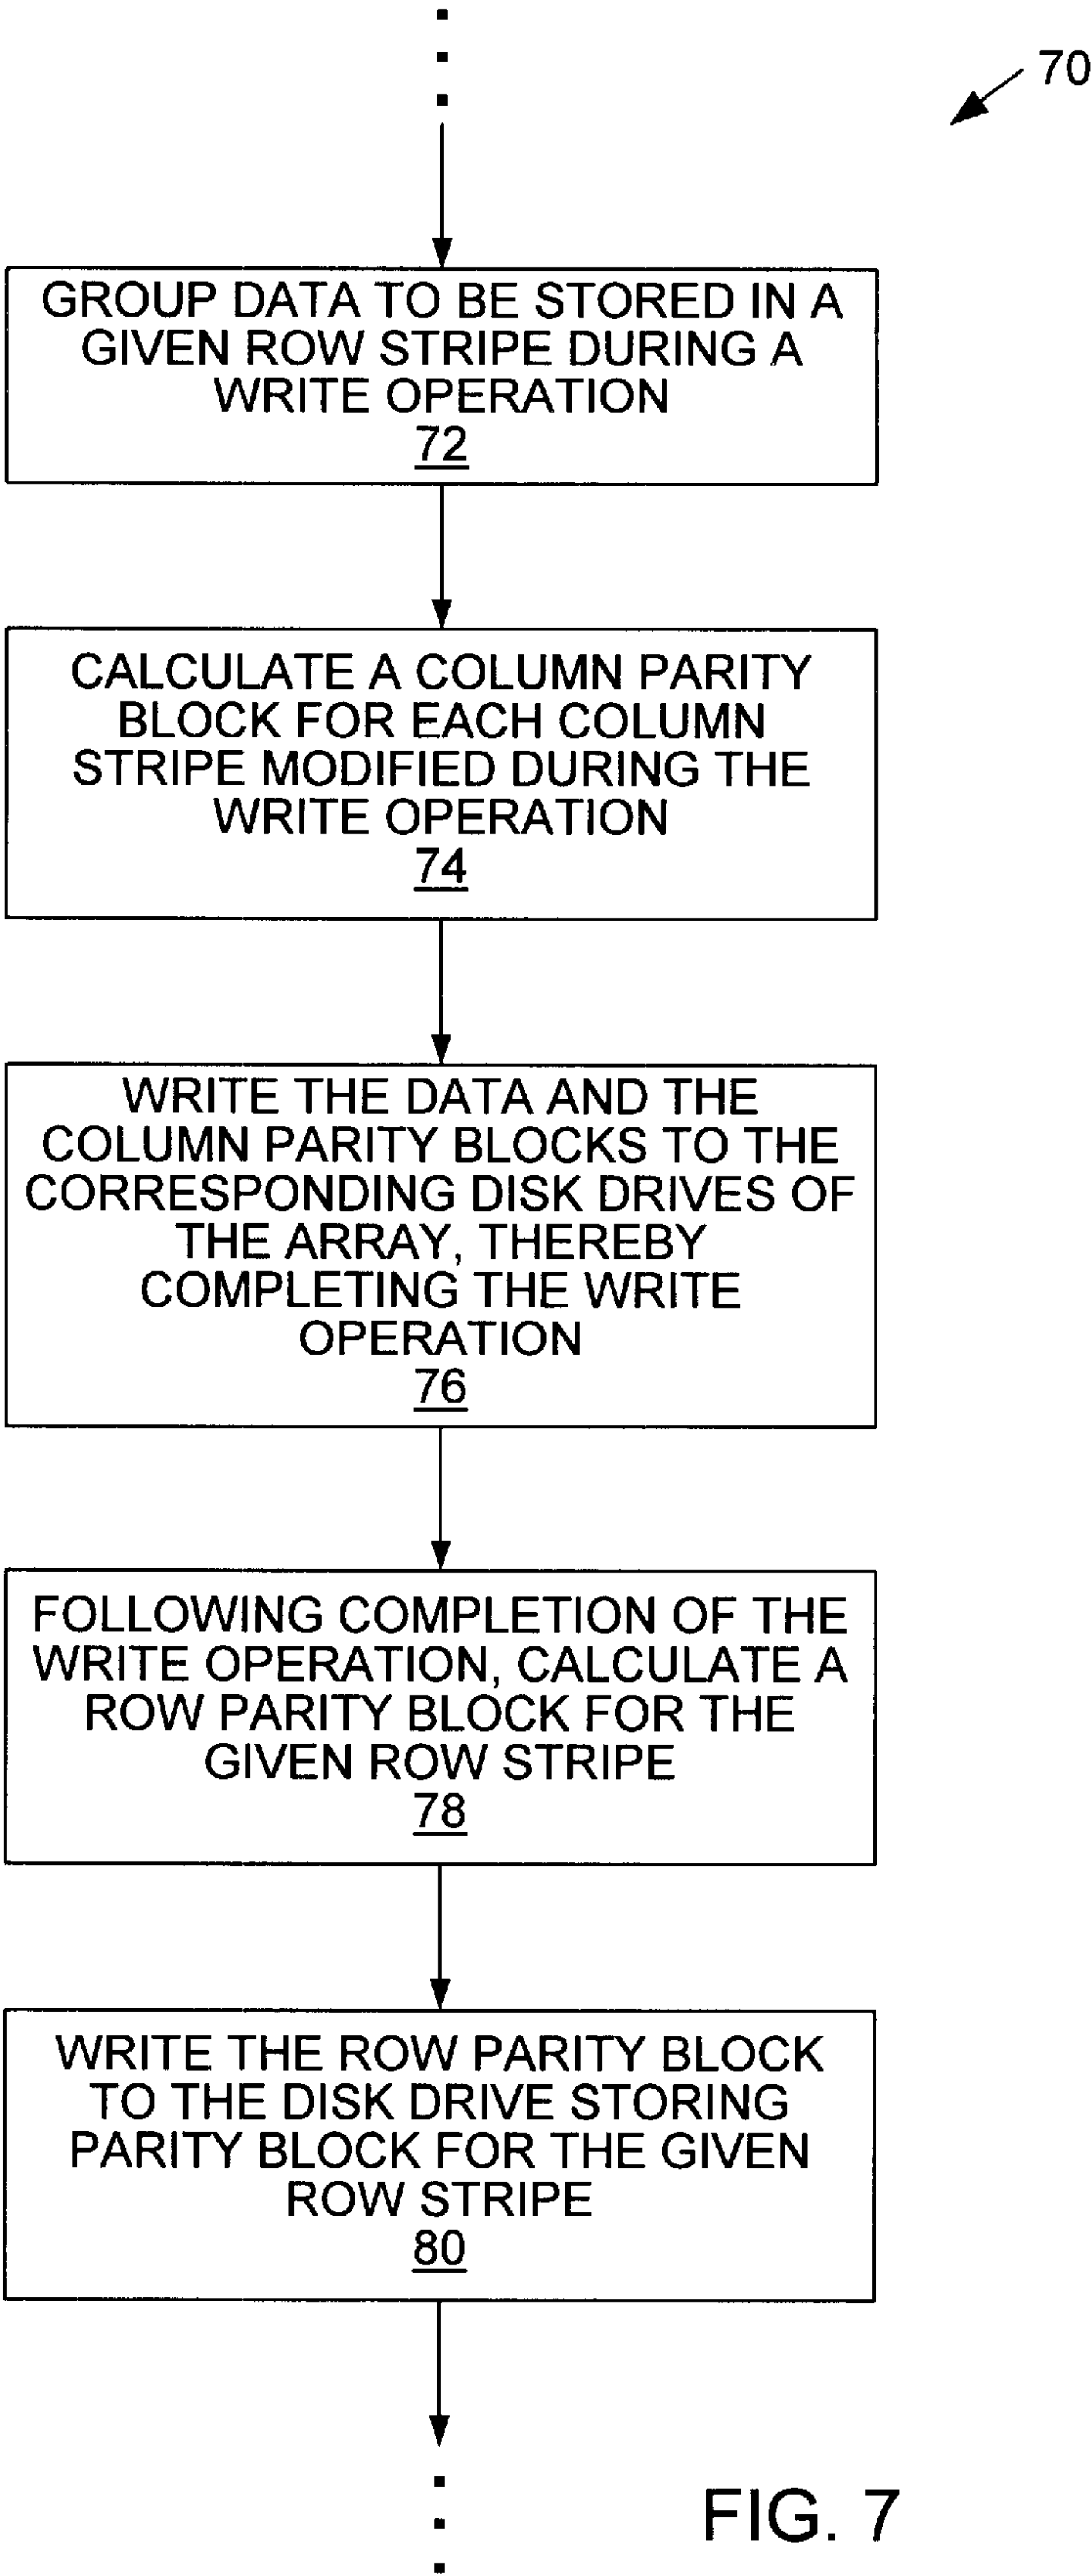 70
GROUP DATA TO BE STORED IN A
GIVEN ROW STRIPE DURING A
WRITE OPERATION
72
CALCULATE A COLUMN PARITY
BLOCK FOR EACH COLUMN
STRIPE MODIFIED DURING THE
WRITE OPERATION
74
WRITE THE DATA AND THE
COLUMN PARITY BLOCKS TO THE
CORRESPONDING DISK DRIVES OF
THE ARRAY, THEREBY
COMPLETING THE WRITE
OPERATION
76
FOLLOWING COMPLETION OF THE
WRITE OPERATION, CALCULATE A
ROW PARITY BLOCK FOR THE
GIVEN ROW STRIPE
78
WRITE THE ROW PARITY BLOCK
TO THE DISK DRIVE STORING
PARITY BLOCK FOR THE GIVEN
ROW STRIPE
80
FIG. 7